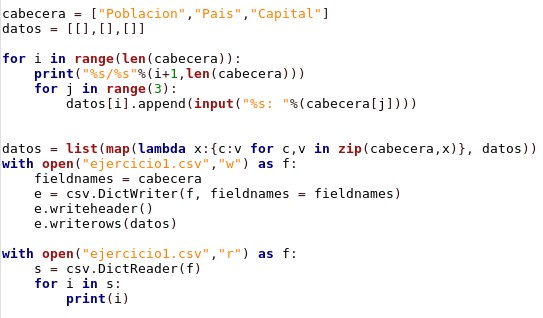 cabecera = ["Poblacion","Pais","Capital"]
datos = [[],[],[]]

for i in range(len(cabecera)):
    print("%s/%s"%(i+1,len(cabecera)))
    for j in range(3):
        datos[i].append(input("%s: "%(cabecera[j])))


datos = list(map(lambda x:{c:v for c,v in zip(cabecera,x)}, datos))
with open("ejercicio1.csv","w") as f:
    fieldnames = cabecera
    e = csv.DictWriter(f, fieldnames = fieldnames)
    e.writeheader()
    e.writerows(datos)

with open("ejercicio1.csv","r") as f:
    s = csv.DictReader(f)
    for i in s:
        print(i)